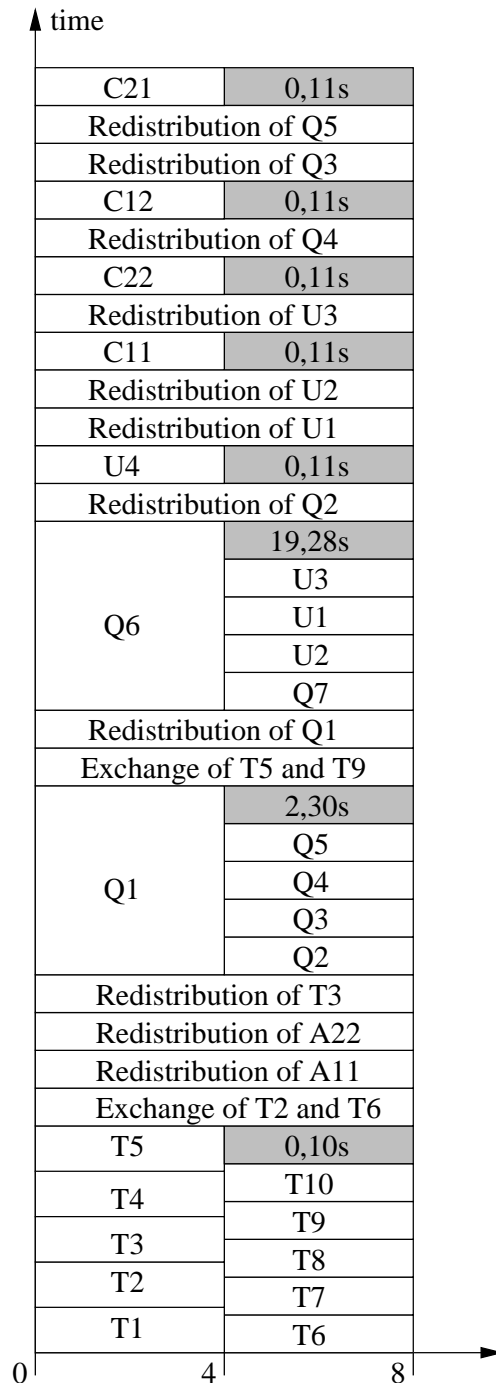 time
C21 0,11s
Redistribution of Q5
Redistribution of Q3
C12 0,11s
Redistribution of Q4
C22 0,11s
Redistribution of U3
C11 0,11s
Redistribution of U2
Redistribution of U1
U4 0,11s
Redistribution of Q2
19,28s
U3
Q6 U1
U2
Q7
Redistribution of Q1
Exchange of T5 and T9
2,30s
Q5
Q1 Q4
Q3
Q2
Redistribution of T3
Redistribution of A22
Redistribution of A11
Exchange of T2 and T6
T5 0,10s
T4 T10
T9
T3 T8
T2 T7
T1 T6
0 4 8